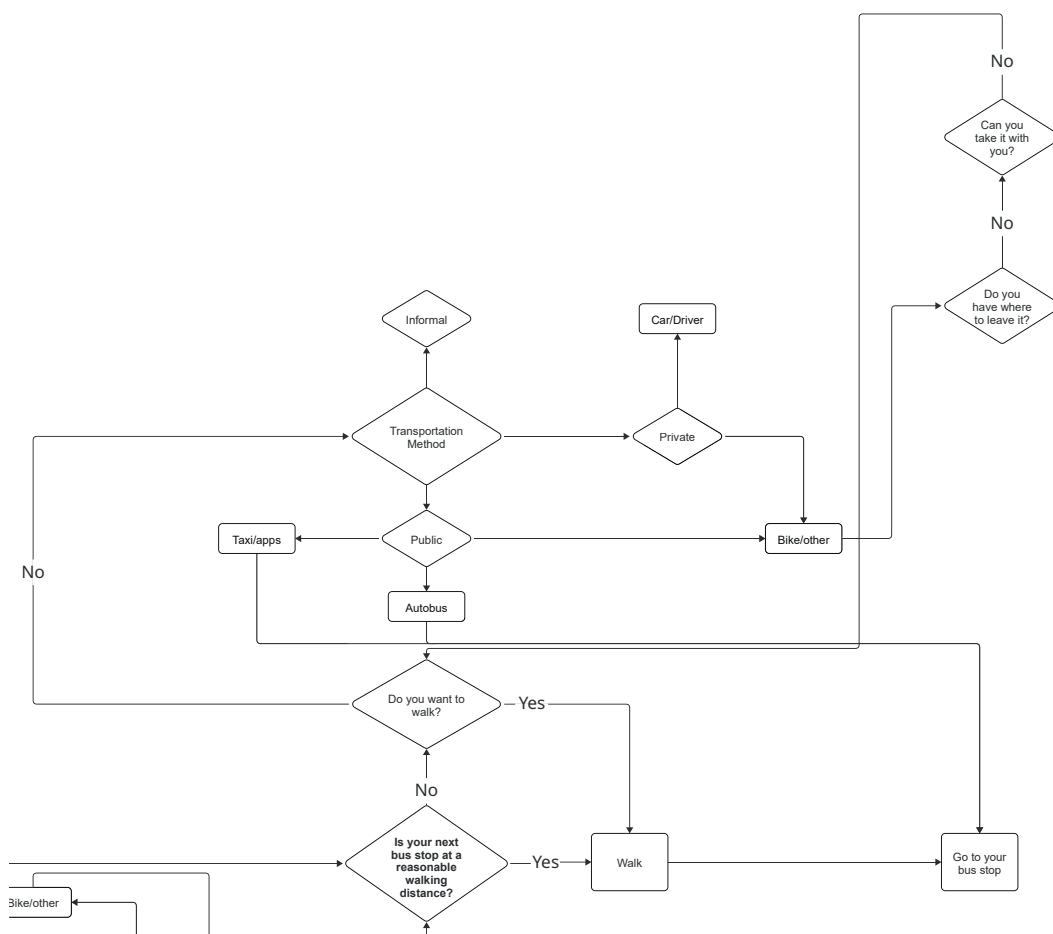 No
Can you
take it with
you?
No
Do you
have where
to leave it?
Informal
Car/Driver
Transportation
Method
Private
Taxi/apps
Public
Bike/other
No
Autobus
Do you want to
walk?
Yes
No
Is your next
bus stop at a
reasonable
walking
distance?
Yes
Walk
Go to your
bus stop
Bike/other